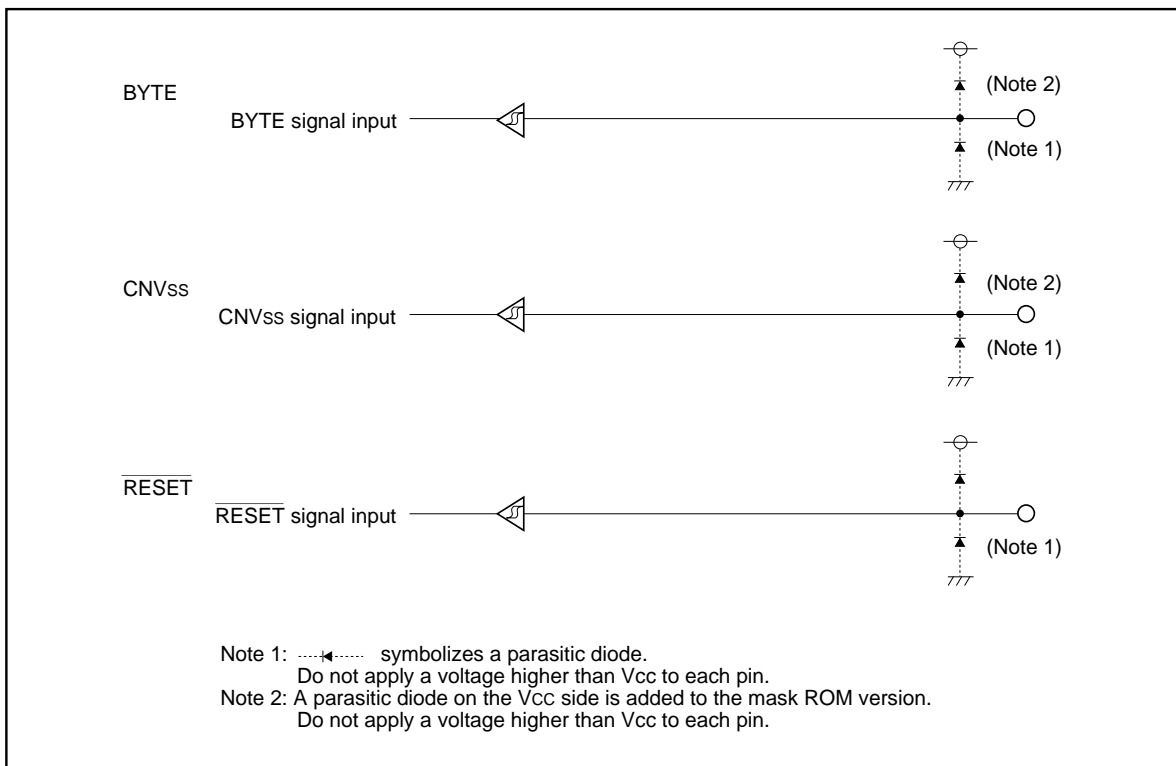 BYTE
(Note 2)
BYTE signal input
(Note 1)
CNVss
(Note 2)
CNVss signal input
(Note 1)
RESET
RESET signal input
(Note 1)
Note 1: symbolizes a parasitic diode.
Do not apply a voltage higher than Vcc to each pin.
Note 2: A parasitic diode on the VCC side is added to the mask ROM version.
Do not apply a voltage higher than Vcc to each pin.